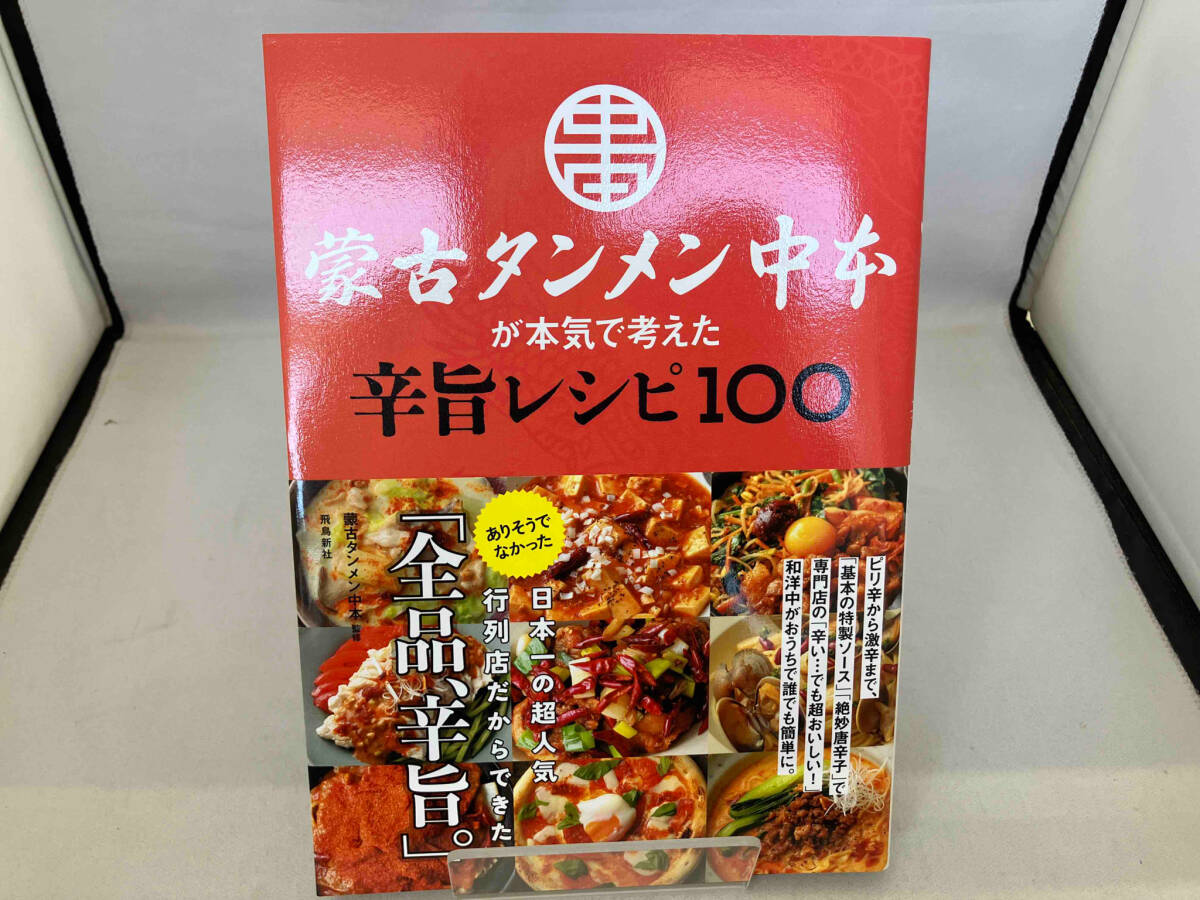 蒙古タンメン中本
が本気で考えた
辛旨レシピ100
ありそうで
なかった
日本一の超人気
行列店だからできた
「全品、辛旨。」
蒙古タンメン中本 監修
飛鳥新社
ピリ辛から激辛まで、
「基本の特製ソース」「絶妙唐辛子」で
専門店の「辛い…でも超おいしい！」
和洋中がおうちで誰でも簡単に。